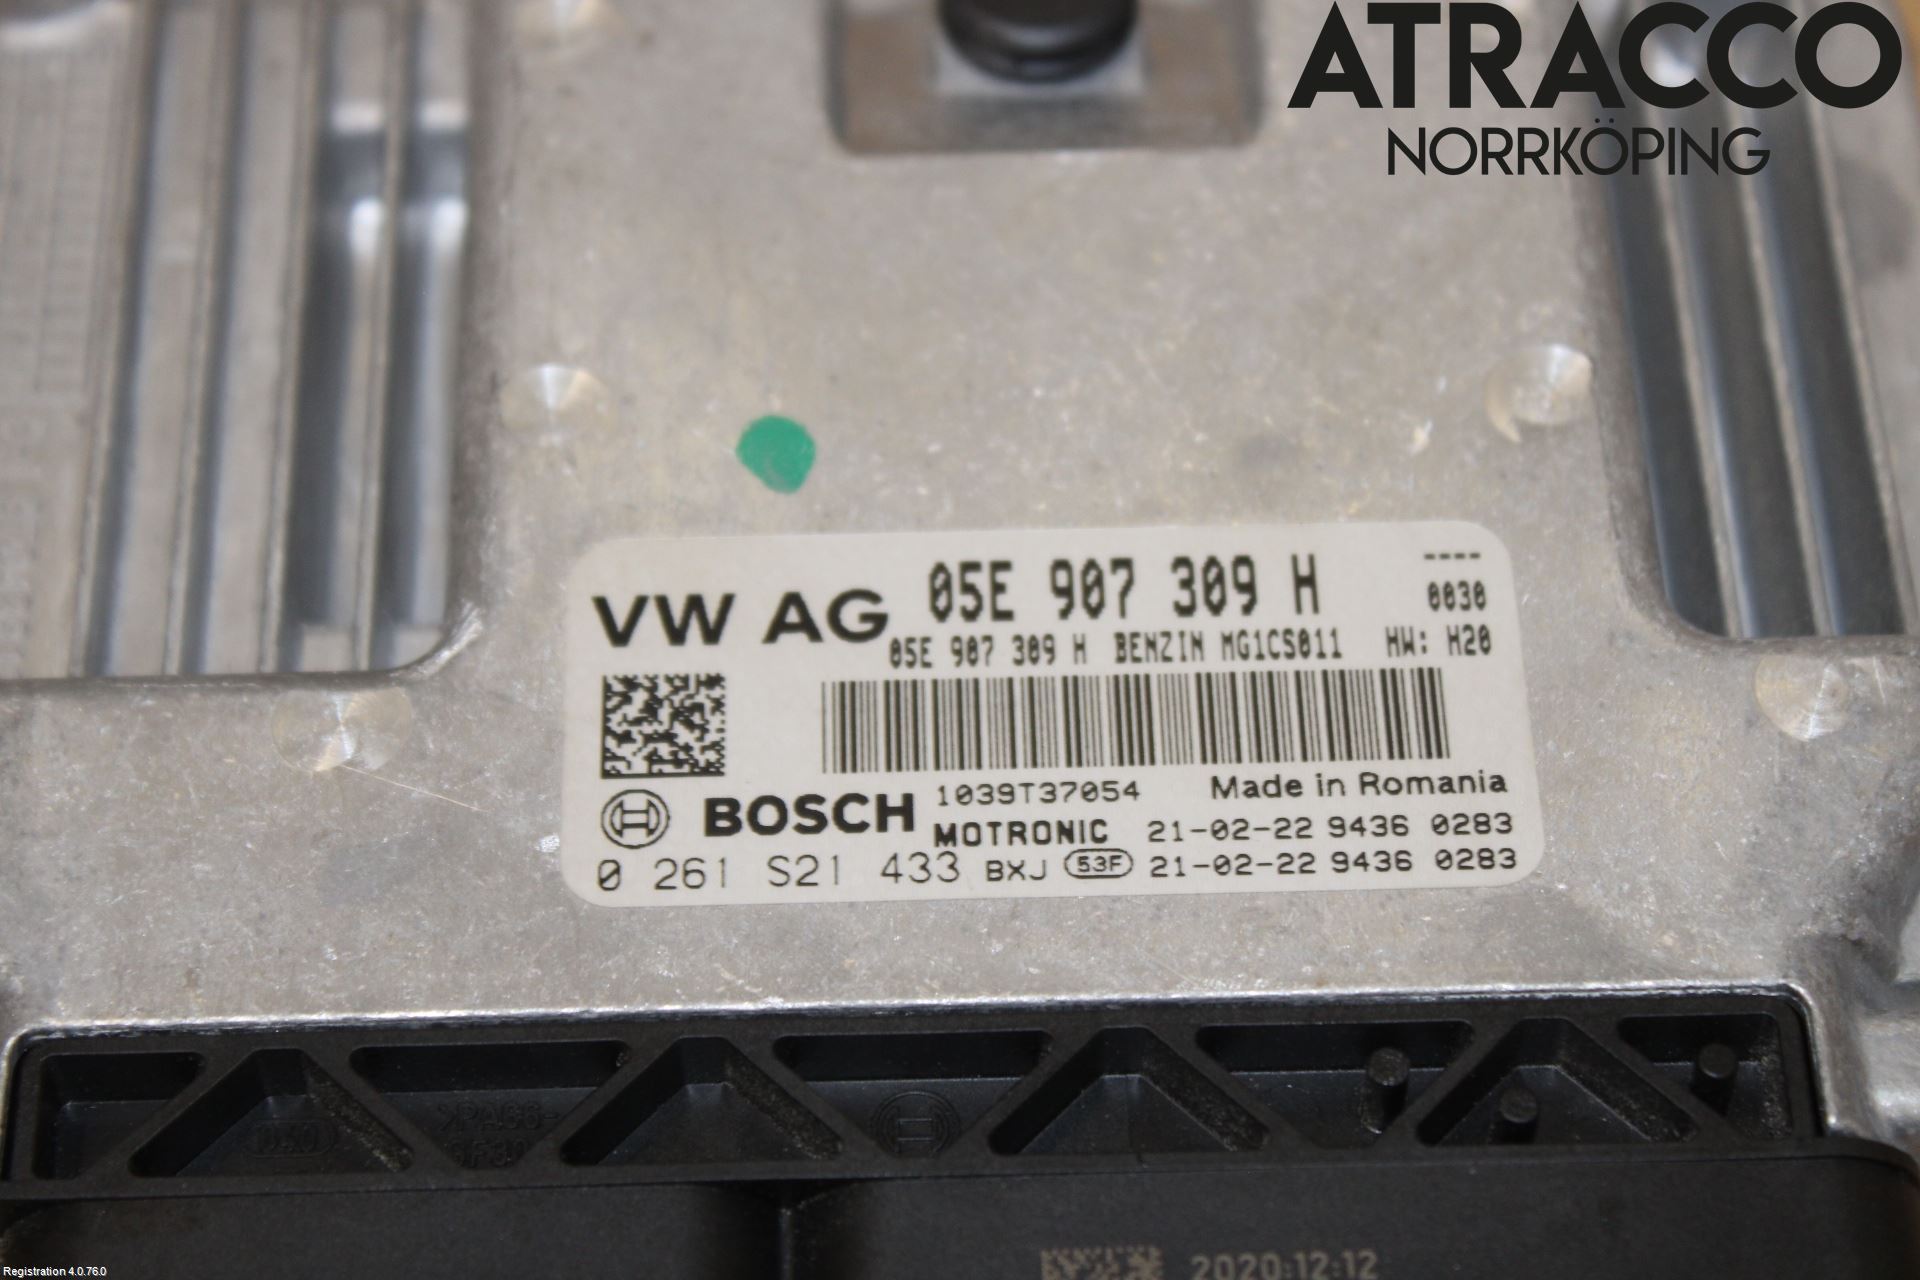 ATRACCO
NORRKÖPING
VW AG 05E 907 309 H ----
0030
05E 907 309 H BENZIN MG1CS011 HW: H20
BOSCH 1039T37054 Made in Romania
MOTRONIC 21-02-22 9436 0283
0 261 S21 433 BXJ 53F 21-02-22 9436 0283
>PA66-
2020:12:12
Registration 4.0.76.0